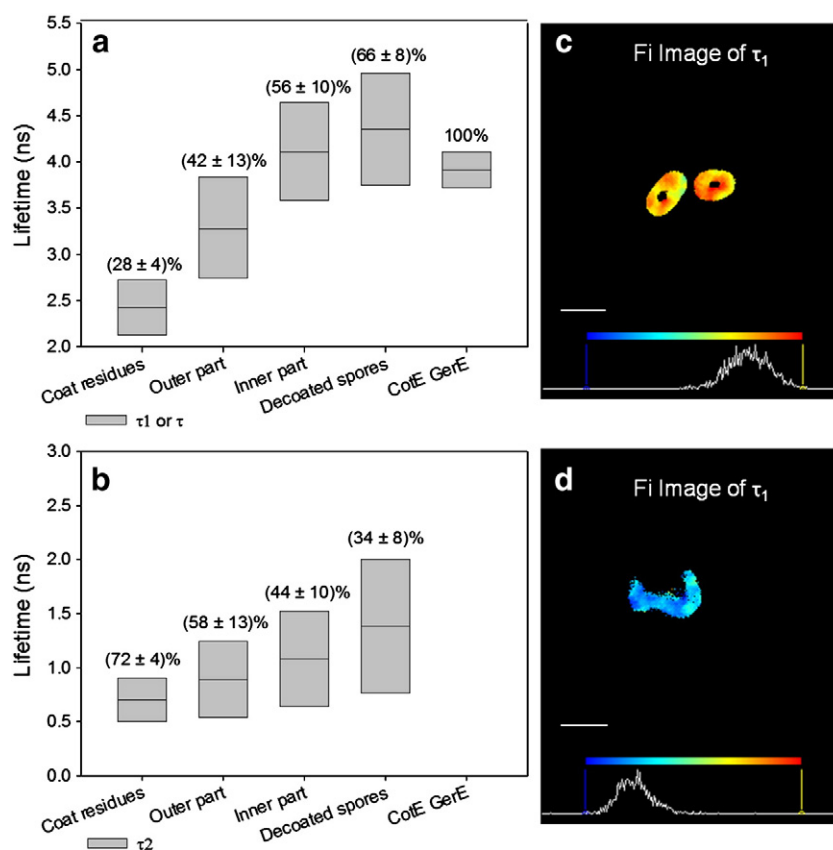 a
Lifetime (ns)
5.5
5.0
4.5
4.0
3.5
3.0
2.5
2.0
(28 ± 4)%
(42 ± 13)%
(56 ± 10)%
(66 ± 8)%
100%
Coat residues
Outer part
Inner part
Decoated spores
CotE GerE
τ1 or τ
c
Fi Image of τ₁
b
Lifetime (ns)
3.0
2.5
2.0
1.5
1.0
0.5
0.0
(72 ± 4)%
(58 ± 13)%
(44 ± 10)%
(34 ± 8)%
Coat residues
Outer part
Inner part
Decoated spores
CotE GerE
τ2
d
Fi Image of τ₁